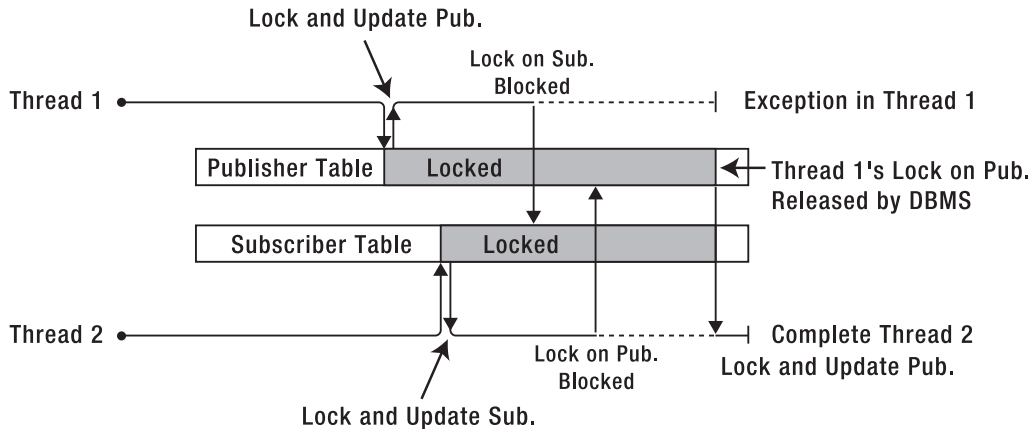 Lock and Update Pub.
Lock on Sub.
Blocked
Thread 1
Exception in Thread 1
Publisher Table
Locked
Thread 1's Lock on Pub.
Released by DBMS
Subscriber Table
Locked
Thread 2
Complete Thread 2
Lock on Pub.
Blocked
Lock and Update Pub.
Lock and Update Sub.